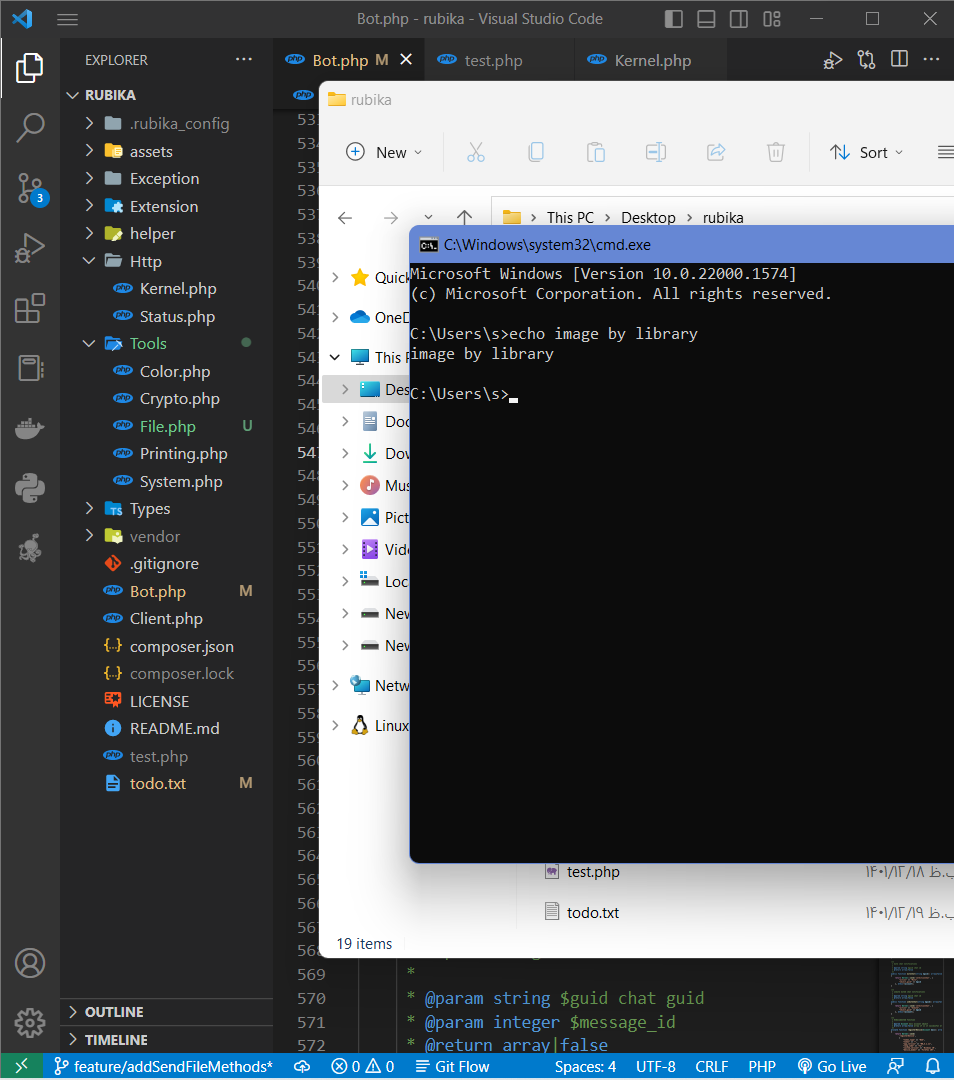 Bot.php - rubika - Visual Studio Code
EXPLORER
Bot.php M
test.php
Kernel.php
RUBIKA
.rubika_config
assets
Exception
Extension
helper
Http
Kernel.php
Status.php
Tools
Color.php
Crypto.php
File.php U
Printing.php
System.php
Types
vendor
.gitignore
Bot.php M
Client.php
composer.json
composer.lock
LICENSE
README.md
test.php
todo.txt M
OUTLINE
TIMELINE
3
rubika
New
Sort
This PC > Desktop > rubika
Quick
OneD
This P
Des
Doc
Dow
Mus
Pict
Vide
Loc
New
New
Netw
Linux
C:\Windows\system32\cmd.exe
Microsoft Windows [Version 10.0.22000.1574]
(c) Microsoft Corporation. All rights reserved.
C:\Users\s>echo image by library
image by library
C:\Users\s>
test.php ۱۴۰۱/۱۲/۱۸ ب.ظ
todo.txt ۱۴۰۱/۱۲/۱۹ ب.ظ
19 items
569 *
570 * @param string $guid chat guid
571 * @param integer $message_id
572 * @return array|false
feature/addSendFileMethods* 0 0 Git Flow Spaces: 4 UTF-8 CRLF PHP Go Live